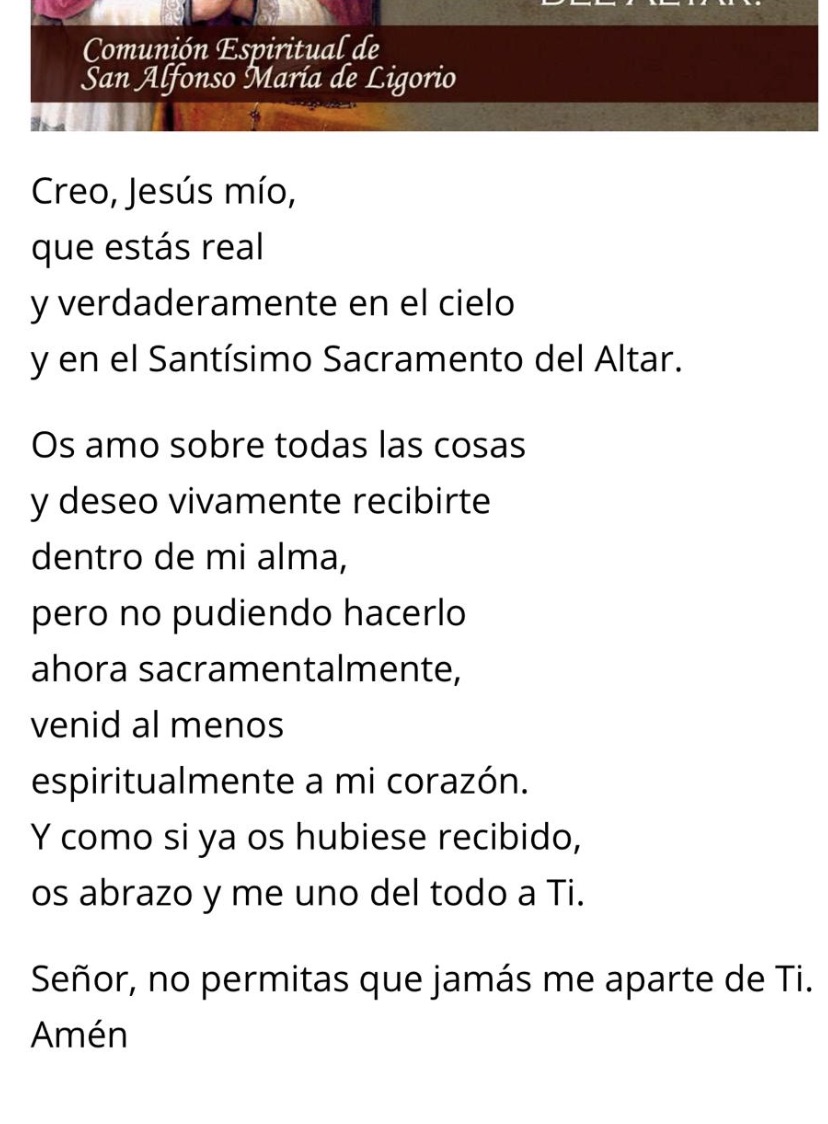 DEL ALTAR.
Comunión Espiritual de
San Alfonso María de Ligorio
Creo, Jesús mío,
que estás real
y verdaderamente en el cielo
y en el Santísimo Sacramento del Altar.
Os amo sobre todas las cosas
y deseo vivamente recibirte
dentro de mi alma,
pero no pudiendo hacerlo
ahora sacramentalmente,
venid al menos
espiritualmente a mi corazón.
Y como si ya os hubiese recibido,
os abrazo y me uno del todo a Ti.
Señor, no permitas que jamás me aparte de Ti.
Amén